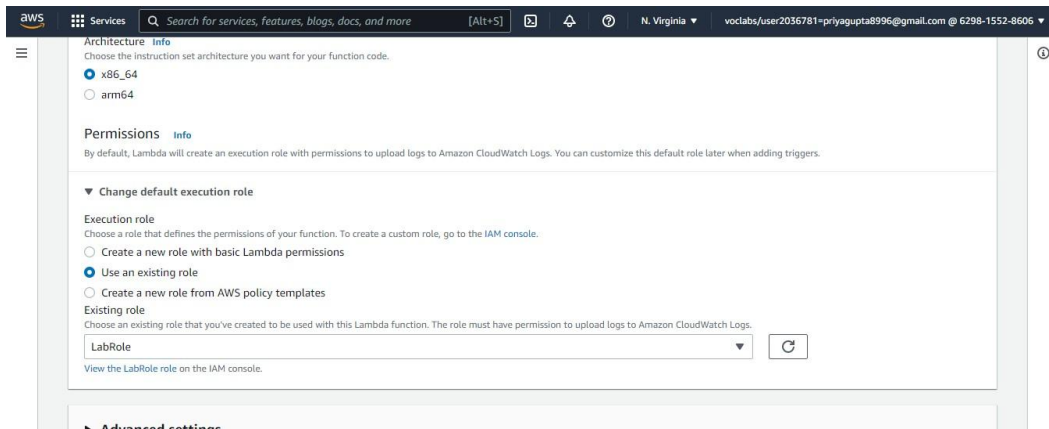 aws Services Search for services, features, blogs, docs, and more [Alt+S] N. Virginia ▼ voclabs/user2036781=priyagupta8996@gmail.com @ 6298-1552-8606 ▼
Architecture Info
Choose the instruction set architecture you want for your function code.
x86_64
arm64
Permissions Info
By default, Lambda will create an execution role with permissions to upload logs to Amazon CloudWatch Logs. You can customize this default role later when adding triggers.
▼ Change default execution role
Execution role
Choose a role that defines the permissions of your function. To create a custom role, go to the IAM console.
Create a new role with basic Lambda permissions
Use an existing role
Create a new role from AWS policy templates
Existing role
Choose an existing role that you've created to be used with this Lambda function. The role must have permission to upload logs to Amazon CloudWatch Logs.
LabRole
View the LabRole role on the IAM console.
Advanced settings